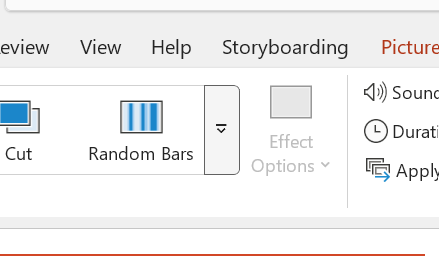 eview View Help Storyboarding Picture
Cut Random Bars Effect Options Sound
Durati
Apply